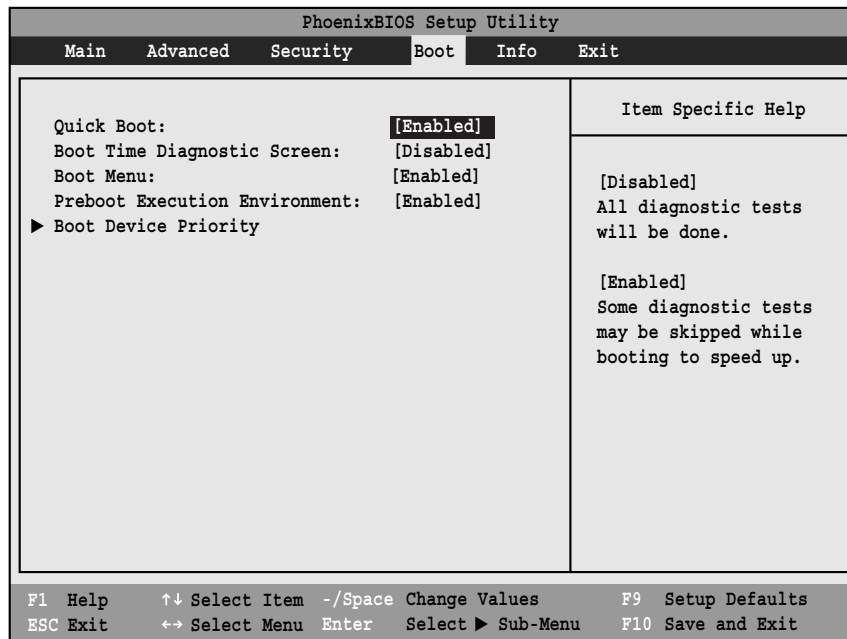 PhoenixBIOS Setup Utility
Main Advanced Security Boot Info Exit
Quick Boot: [Enabled]
Boot Time Diagnostic Screen: [Disabled]
Boot Menu: [Enabled]
Preboot Execution Environment: [Enabled]
▶ Boot Device Priority
Item Specific Help
[Disabled]
All diagnostic tests
will be done.
[Enabled]
Some diagnostic tests
may be skipped while
booting to speed up.
F1 Help ↑↓ Select Item -/Space Change Values F9 Setup Defaults
ESC Exit ←→ Select Menu Enter Select ▶ Sub-Menu F10 Save and Exit